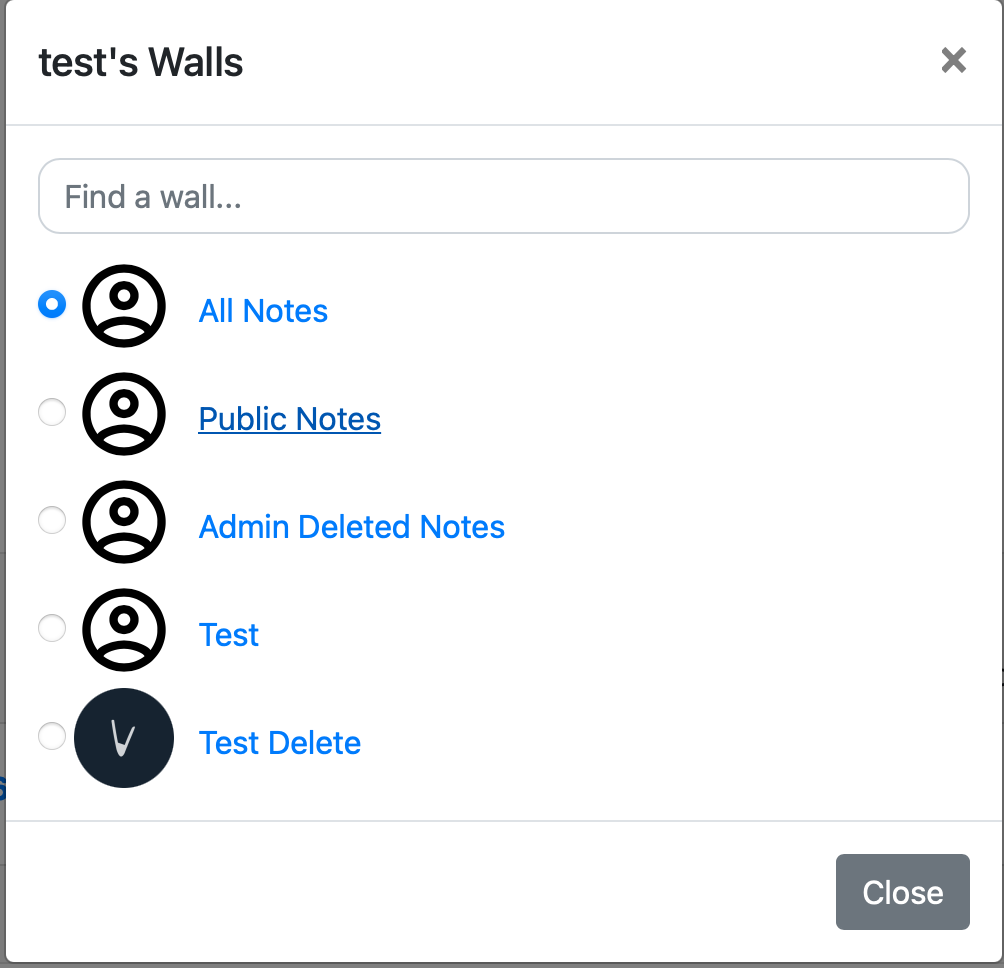 test's Walls
Find a wall...
All Notes
Public Notes
Admin Deleted Notes
Test
Test Delete
Close